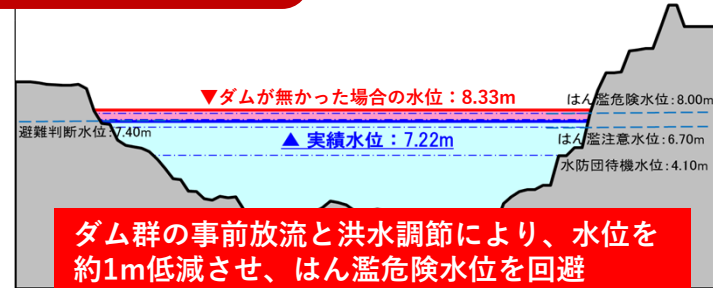 ▼ダムが無かった場合の水位：8.33m
はん濫危険水位：8.00m
避難判断水位：7.40m
▲ 実績水位：7.22m
はん濫注意水位：6.70m
水防団待機水位：4.10m
ダム群の事前放流と洪水調節により、水位を
約1m低減させ、はん濫危険水位を回避